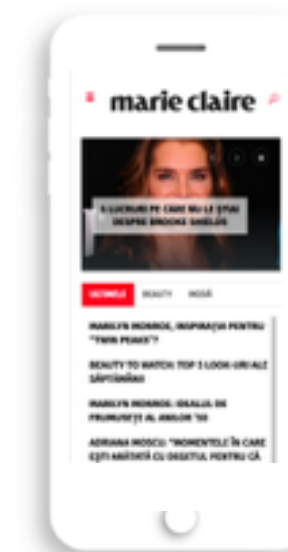 marie claire
5 LUCRURI PE CARE NU LE ȘTIAI
DESPRE BROOKE SHIELDS
ULTIMELE BEAUTY MODĂ
MARILYN MONROE, INSPIRAȚIA PENTRU
"TWIN PEAKS"?
BEAUTY TO WATCH: TOP 5 LOOK-URI ALE
SĂPTĂMÂNII
MARILYN MONROE: IDEALUL DE
FRUMUSEȚE AL ANILOR '50
ADRIANA MOSCU: "MOMENTELE ÎN CARE
EȘTI ARĂTATĂ CU DEGETUL PENTRU CĂ